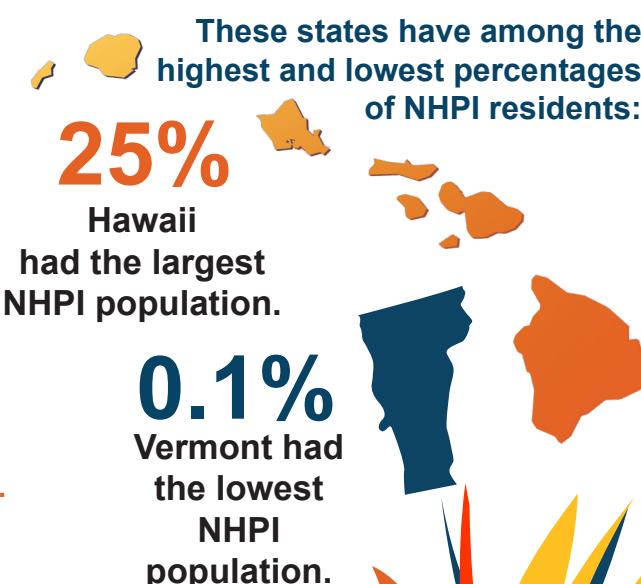 These states have among the
highest and lowest percentages
of NHPI residents:
25%
Hawaii
had the largest
NHPI population.
0.1%
Vermont had
the lowest
NHPI
population.